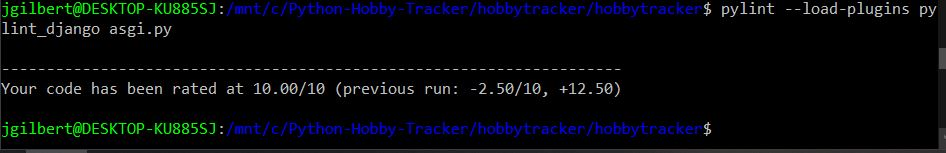 jgilbert@DESKTOP-KU885SJ:/mnt/c/Python-Hobby-Tracker/hobbytracker/hobbytracker$ pylint --load-plugins py
lint_django asgi.py
--------------------------------------------------------------------
Your code has been rated at 10.00/10 (previous run: -2.50/10, +12.50)
jgilbert@DESKTOP-KU885SJ:/mnt/c/Python-Hobby-Tracker/hobbytracker/hobbytracker$